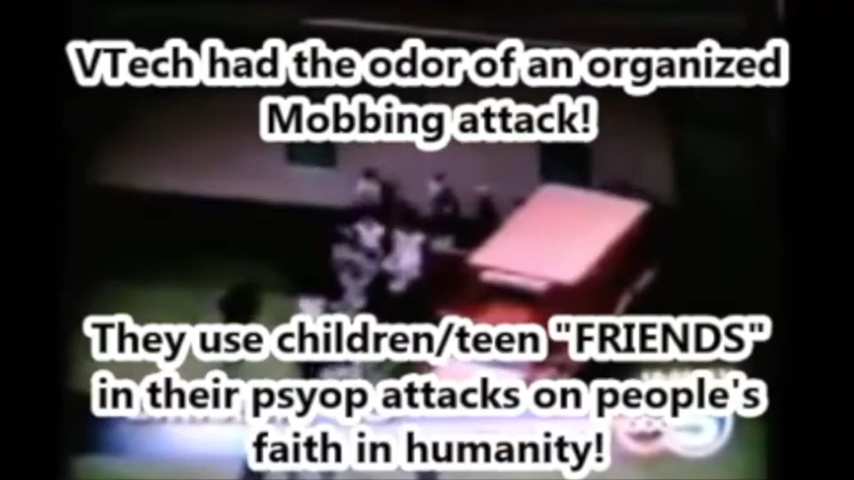 VTech had the odor of an organized
Mobbing attack!
They use children/teen "FRIENDS"
in their psyop attacks on people's
faith in humanity!